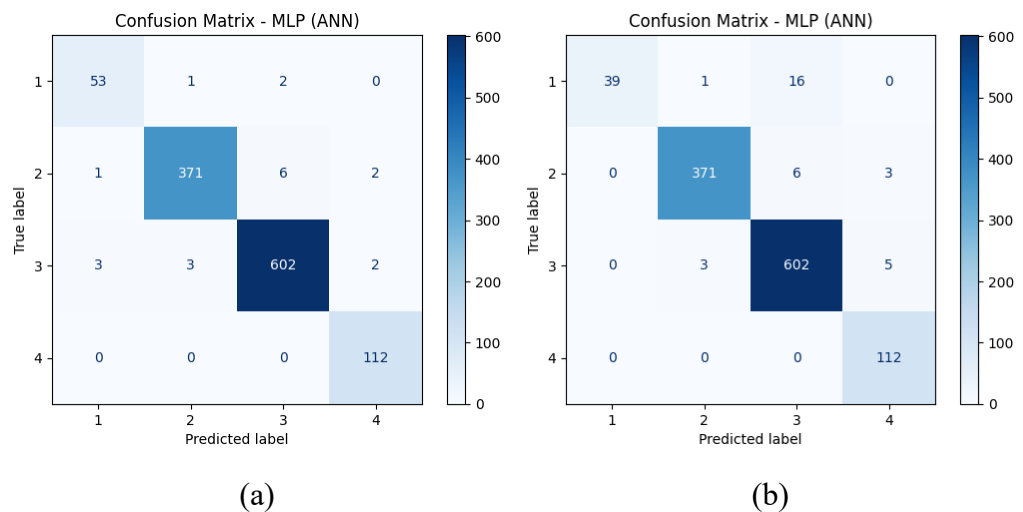 Confusion Matrix - MLP (ANN)
True label
1 53 1 2 0
2 1 371 6 2
3 3 3 602 2
4 0 0 0 112
1 2 3 4
Predicted label
600
500
400
300
200
100
0
(a)
Confusion Matrix - MLP (ANN)
True label
1 39 1 16 0
2 0 371 6 3
3 0 3 602 5
4 0 0 0 112
1 2 3 4
Predicted label
600
500
400
300
200
100
0
(b)